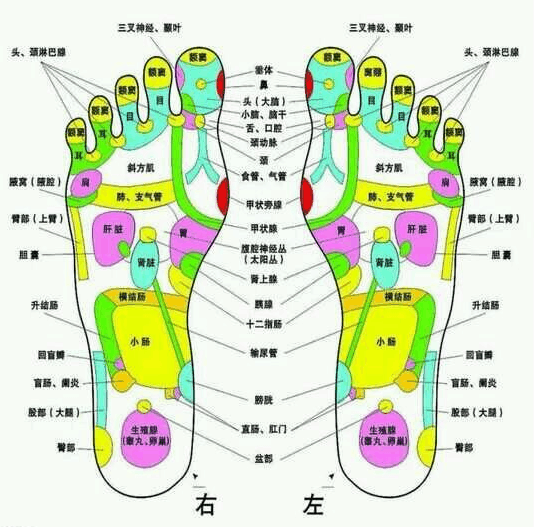 三叉神经、颞叶
三叉神经、颞叶
头、颈淋巴腺
头、颈淋巴腺
额窦
额窦
额窦
额窦
额窦
额窦
额窦
额窦
额窦
垂体
鼻
头（大脑）
小脑、脑干
舌、口腔
颈动脉
颈
食管、气管
甲状旁腺
甲状腺
腹腔神经丛
（太阳丛）
肾上腺
胰腺
十二指肠
输尿管
膀胱
直肠、肛门
盆部
目
目
耳
耳
目
目
耳
耳
斜方肌
斜方肌
肩
肩
肺、支气管
肺、支气管
腋窝（腋腔）
腋窝（腋腔）
臂部（上臂）
臂部（上臂）
肝脏
胃
胃
肝脏
胆囊
胆囊
肾脏
肾脏
横结肠
横结肠
升结肠
升结肠
小肠
小肠
回盲瓣
回盲瓣
盲肠、阑炎
盲肠、阑炎
股部（大腿）
股部（大腿）
生殖腺
（睾丸、卵巢）
生殖腺
（睾丸、卵巢）
臀部
臀部
右
左